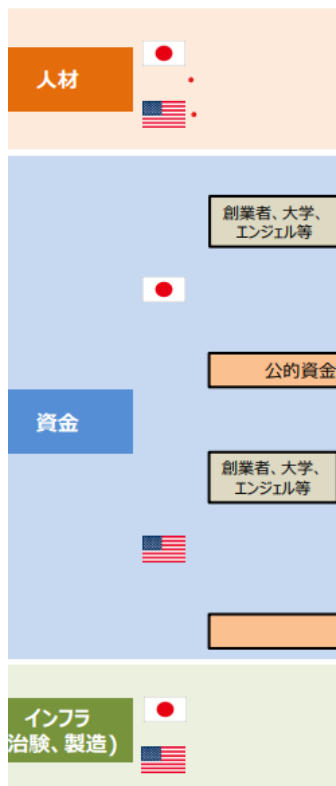 人材
創業者、大学、
エンジェル等
公的資金
資金
創業者、大学、
エンジェル等
インフラ
治験、製造)